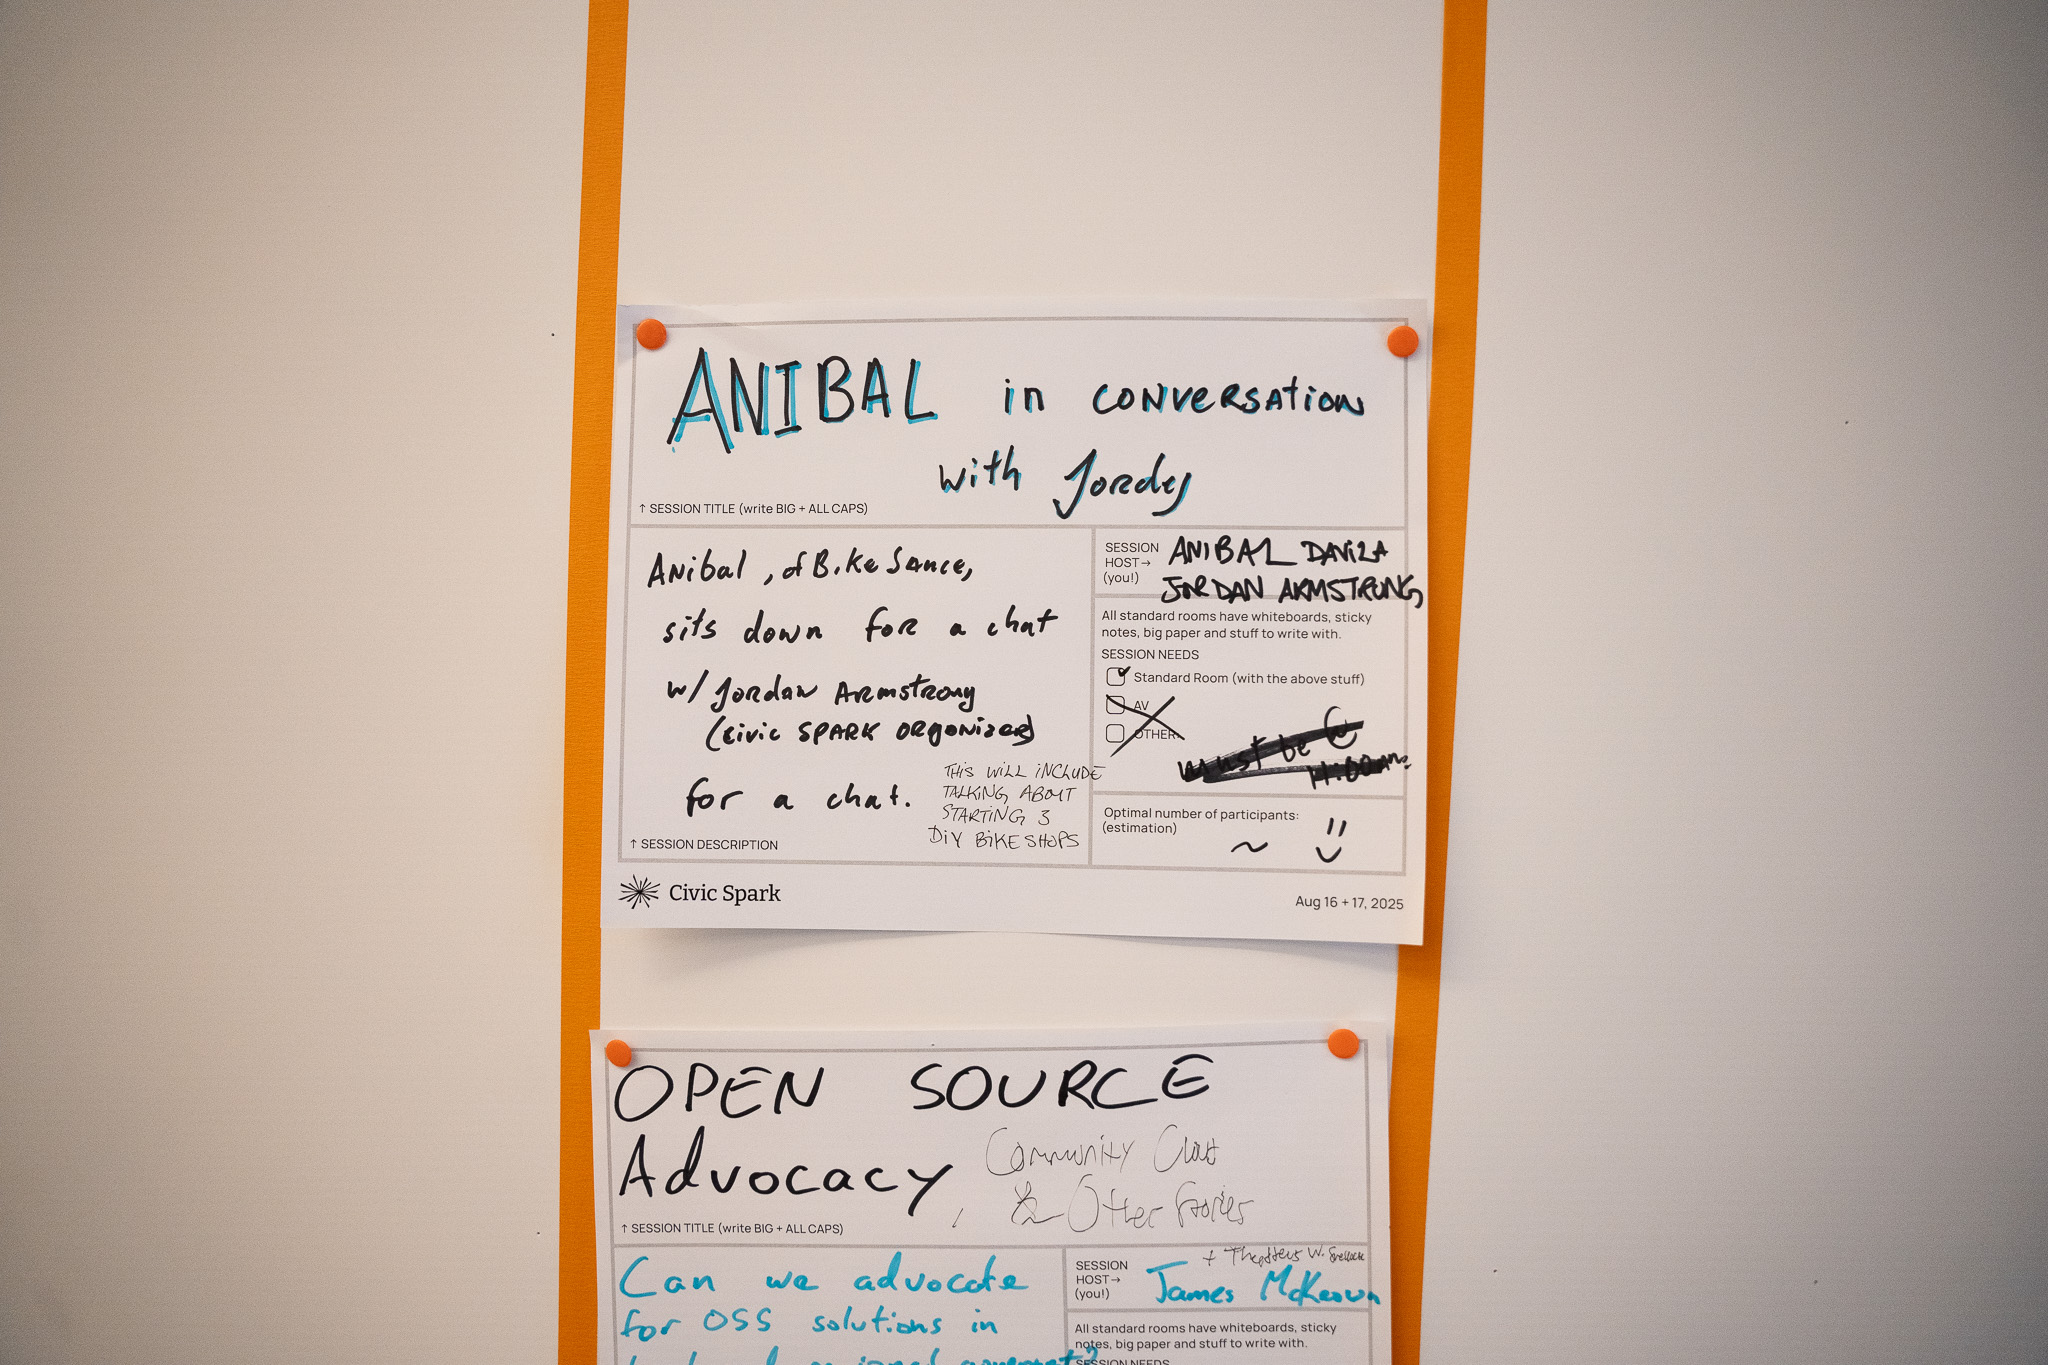 ANIBAL in CONVERSATION
with Jordy
↑ SESSION TITLE (write BIG + ALL CAPS)
Anibal, of Bike Sauce,
sits down for a chat
w/ Jordan Armstrong
(civic SPARK ORGANIZER)
for a chat.
THIS WILL INCLUDE
TALKING ABOUT
STARTING 3
DIY BIKE SHOPS
↑ SESSION DESCRIPTION
SESSION
HOST→
(you!)
ANIBAL DAVILA
JORDAN ARMSTRONG
All standard rooms have whiteboards, sticky
notes, big paper and stuff to write with.
SESSION NEEDS
Standard Room (with the above stuff)
AV
OTHER:
must be @
11:00am.
Optimal number of participants:
(estimation)
~
Civic Spark
Aug 16 + 17, 2025
OPEN SOURCE
Advocacy,
Community Chat
& Other Stories
↑ SESSION TITLE (write BIG + ALL CAPS)
Can we advocate
for OSS solutions in
SESSION
HOST→
(you!)
+ W.
James McKeown
All standard rooms have whiteboards, sticky
notes, big paper and stuff to write with.
SESSION NEEDS